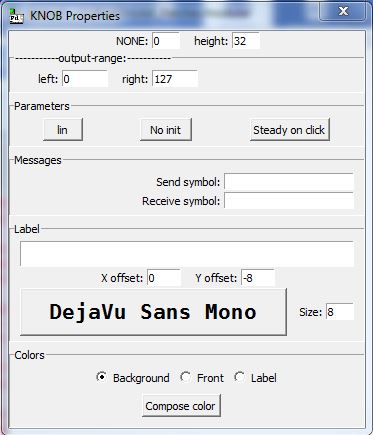 KNOB Properties
NONE: 0 height: 32
-----------output-range:-----------
left: 0 right: 127
Parameters
lin No init Steady on click
Messages
Send symbol:
Receive symbol:
Label
X offset: 0 Y offset: -8
DejaVu Sans Mono Size: 8
Colors
Background Front Label
Compose color